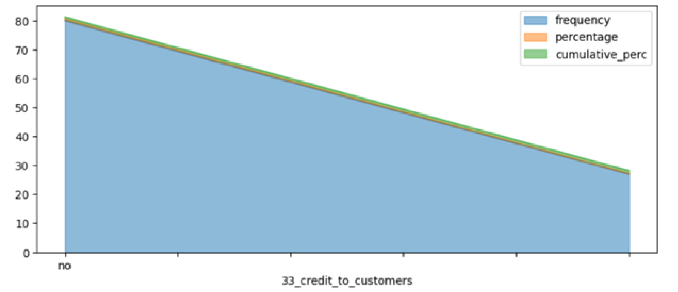 80
70
60
50
40
30
20
10
0
frequency
percentage
cumulative_perc
no
33_credit_to_customers